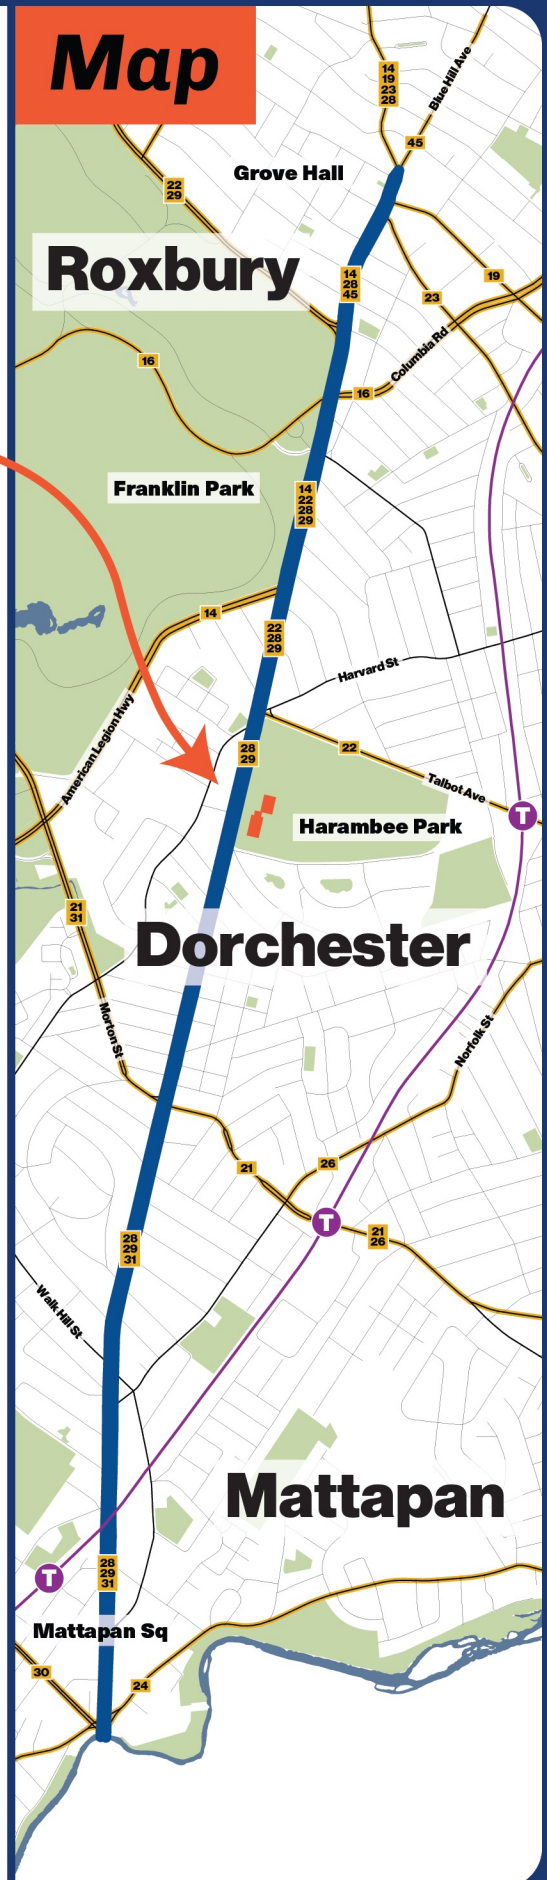 Map
14
19
23
28
Blue Hill Ave
45
Grove Hall
22
29
Roxbury
14
28
45
19
23
Columbia Rd
16
16
Franklin Park
14
22
28
29
14
22
28
29
Harvard St
American Legion Hwy
28
29
22
Talbot Ave
T
Harambee Park
21
31
Dorchester
Morton St
Norfolk St
21
26
T
21
26
28
29
31
Walk Hill St
Mattapan
28
29
31
T
Mattapan Sq
30
24